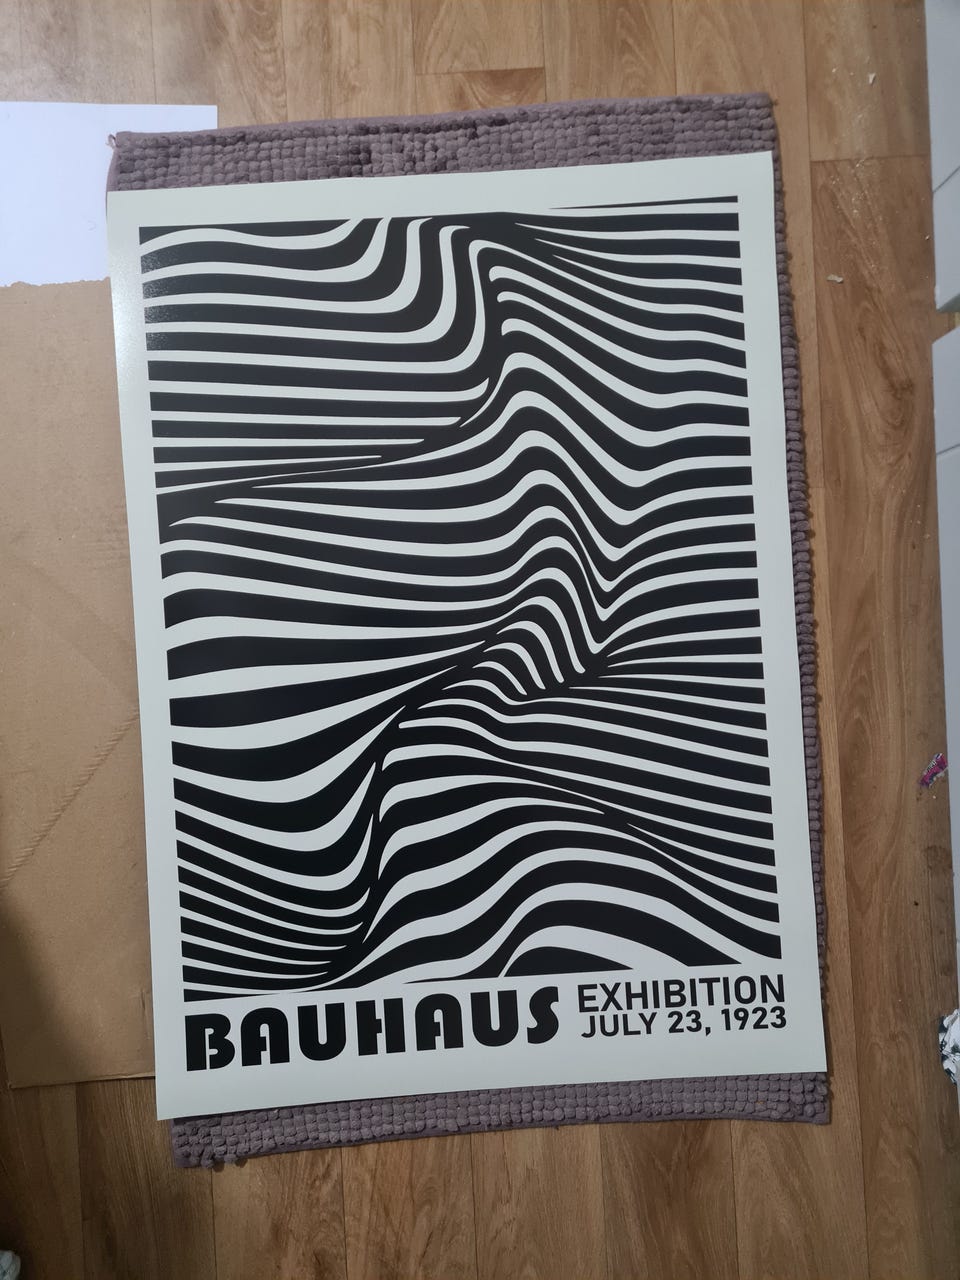 BAUHAUS
EXHIBITION
JULY 23, 1923